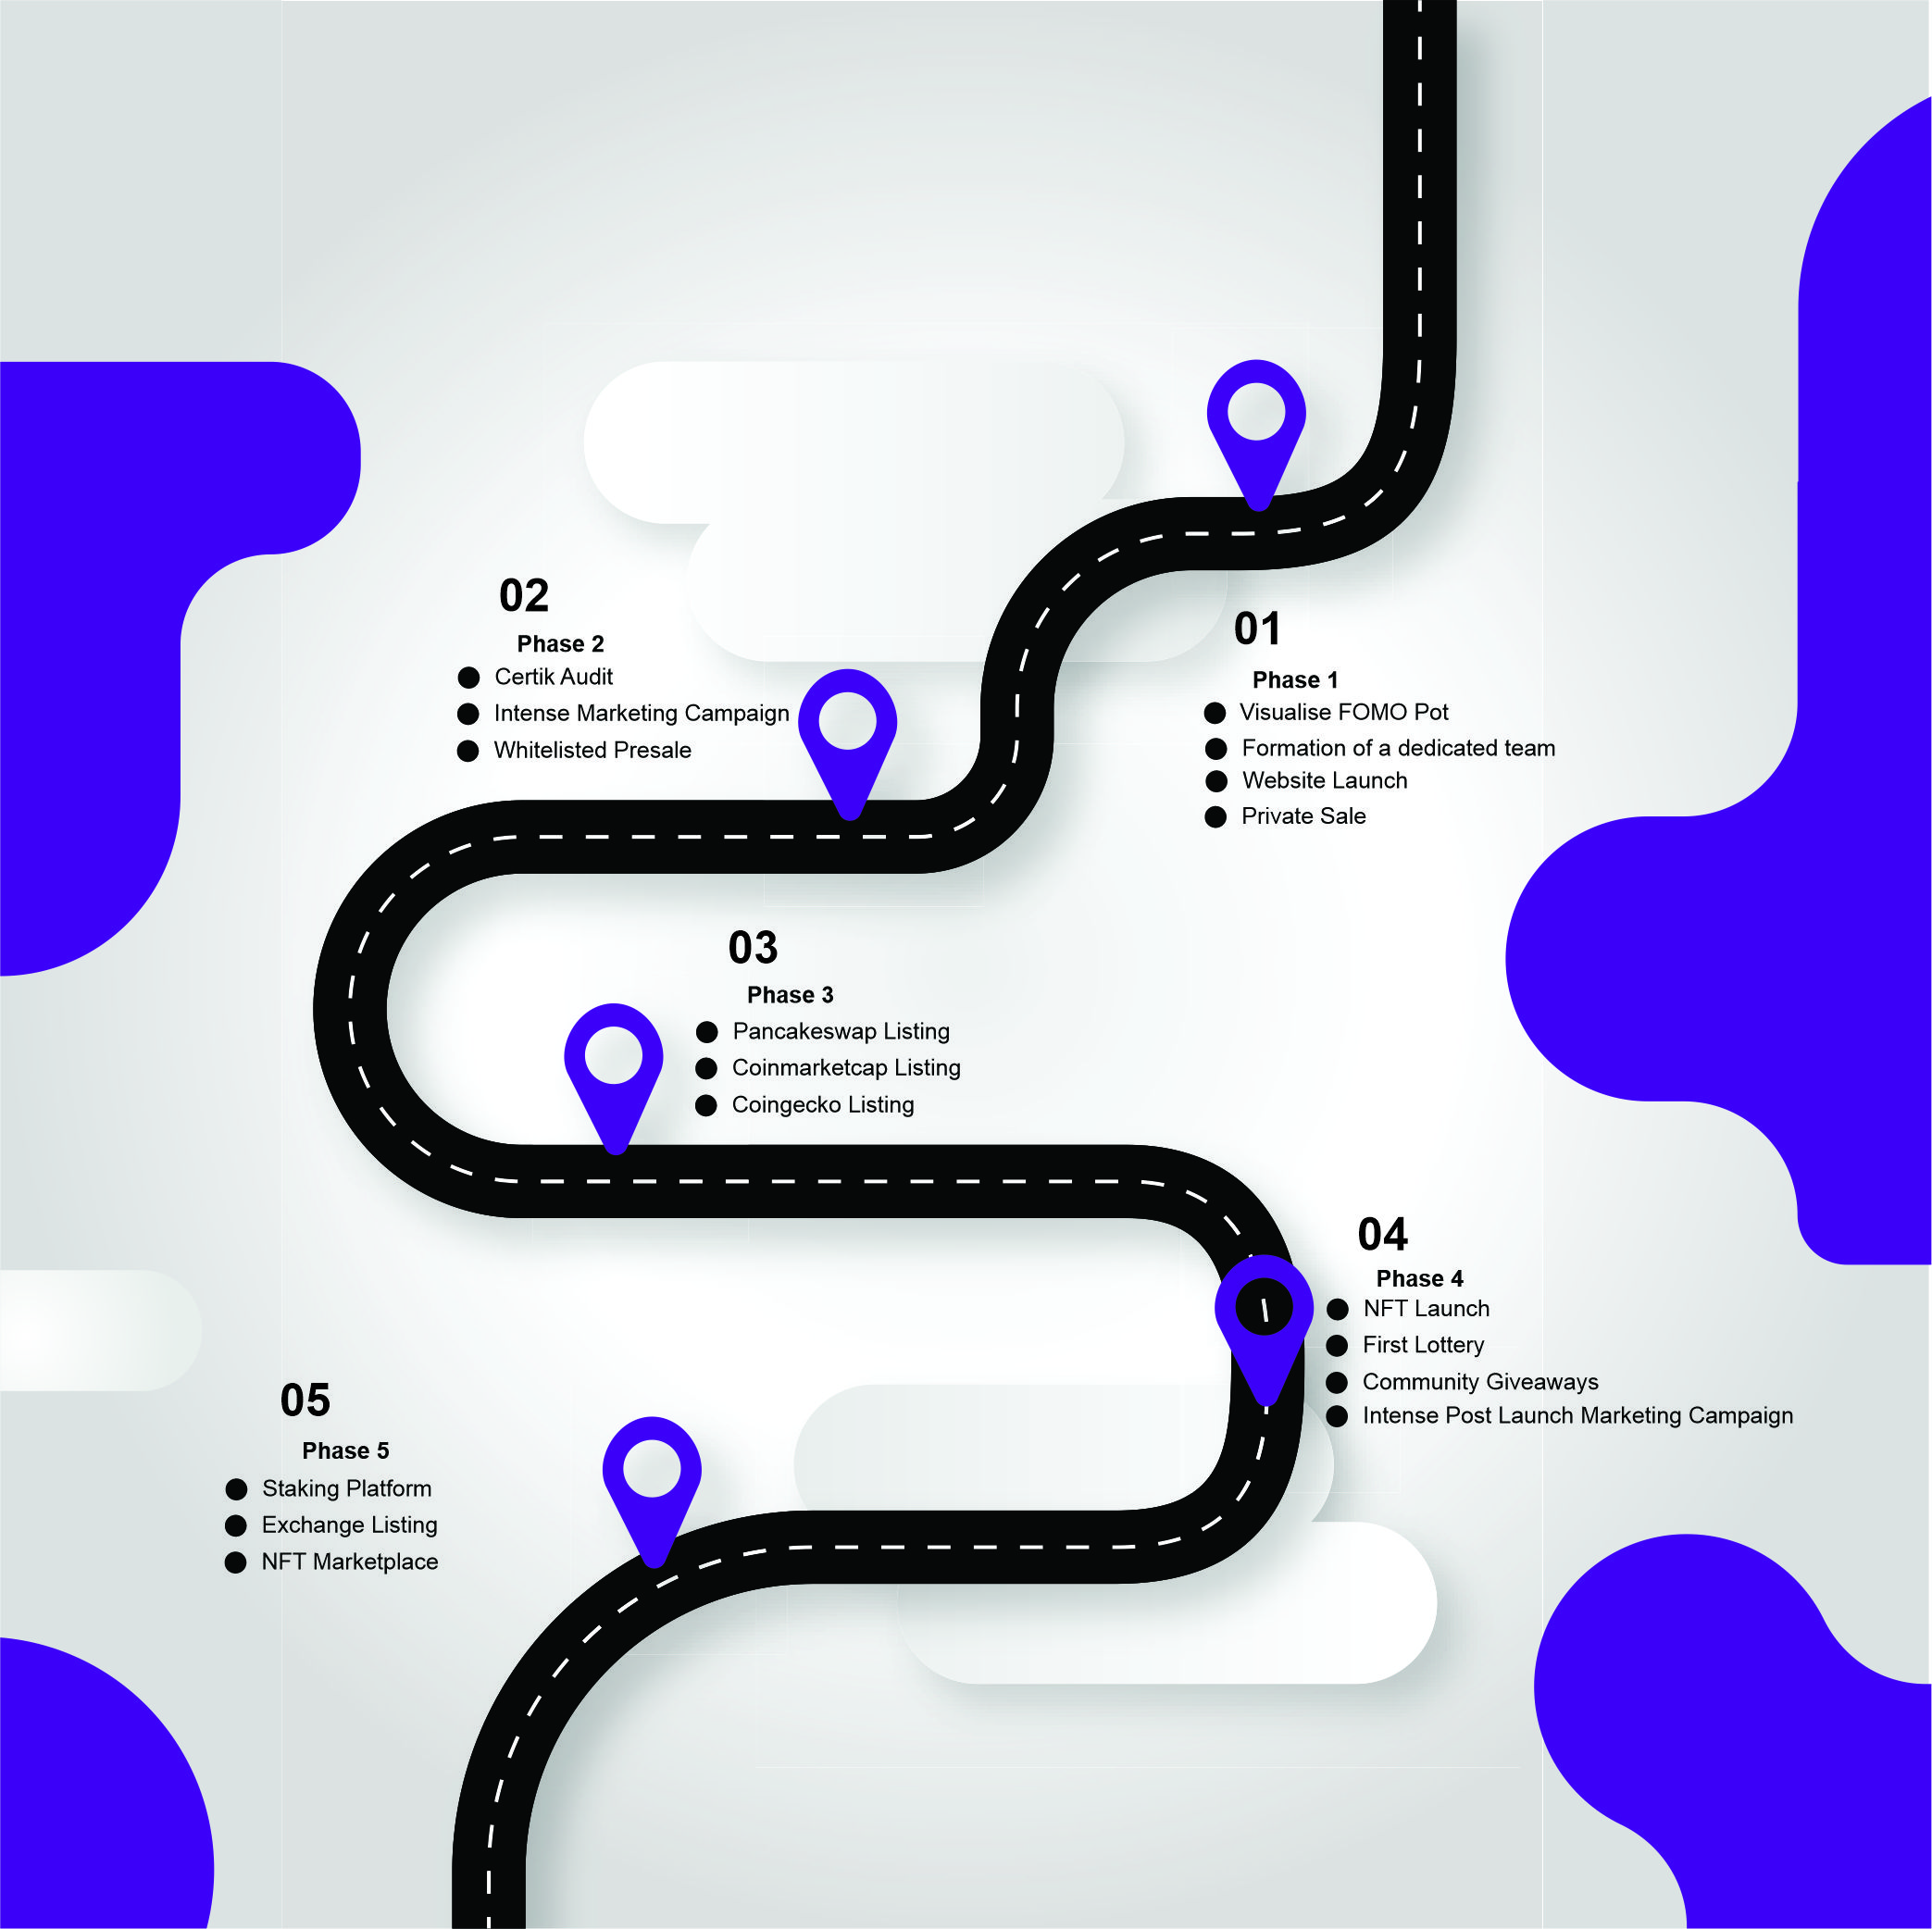 01
Phase 1
Visualise FOMO Pot
Formation of a dedicated team
Website Launch
Private Sale
02
Phase 2
Certik Audit
Intense Marketing Campaign
Whitelisted Presale
03
Phase 3
Pancakeswap Listing
Coinmarketcap Listing
Coingecko Listing
04
Phase 4
NFT Launch
First Lottery
Community Giveaways
Intense Post Launch Marketing Campaign
05
Phase 5
Staking Platform
Exchange Listing
NFT Marketplace